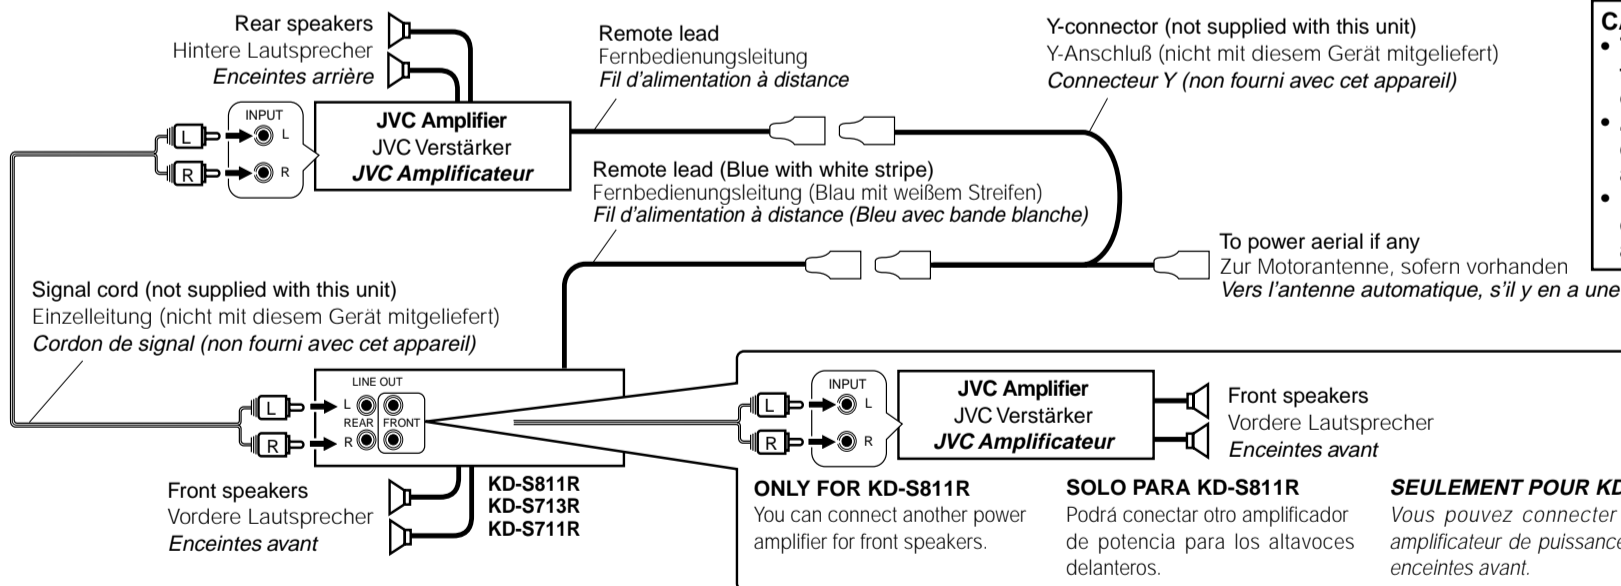 Rear speakers
Hintere Lautsprecher
Enceintes arrière
INPUT
L
R
L
R
JVC Amplifier
JVC Verstärker
JVC Amplificateur
Remote lead
Fernbedienungsleitung
Fil d'alimentation à distance
Y-connector (not supplied with this unit)
Y-Anschluß (nicht mit diesem Gerät mitgeliefert)
Connecteur Y (non fourni avec cet appareil)
Remote lead (Blue with white stripe)
Fernbedienungsleitung (Blau mit weißem Streifen)
Fil d'alimentation à distance (Bleu avec bande blanche)
To power aerial if any
Zur Motorantenne, sofern vorhanden
Vers l'antenne automatique, s'il y en a une
Signal cord (not supplied with this unit)
Einzelleitung (nicht mit diesem Gerät mitgeliefert)
Cordon de signal (non fourni avec cet appareil)
L
R
LINE OUT
L
REAR FRONT
R
Front speakers
Vordere Lautsprecher
Enceintes avant
KD-S811R
KD-S713R
KD-S711R
L
R
INPUT
L
R
JVC Amplifier
JVC Verstärker
JVC Amplificateur
Front speakers
Vordere Lautsprecher
Enceintes avant
ONLY FOR KD-S811R
You can connect another power
amplifier for front speakers.
SOLO PARA KD-S811R
Podrá conectar otro amplificador
de potencia para los altavoces
delanteros.
SEULEMENT POUR KD
Vous pouvez connecter
amplificateur de puissance
enceintes avant.